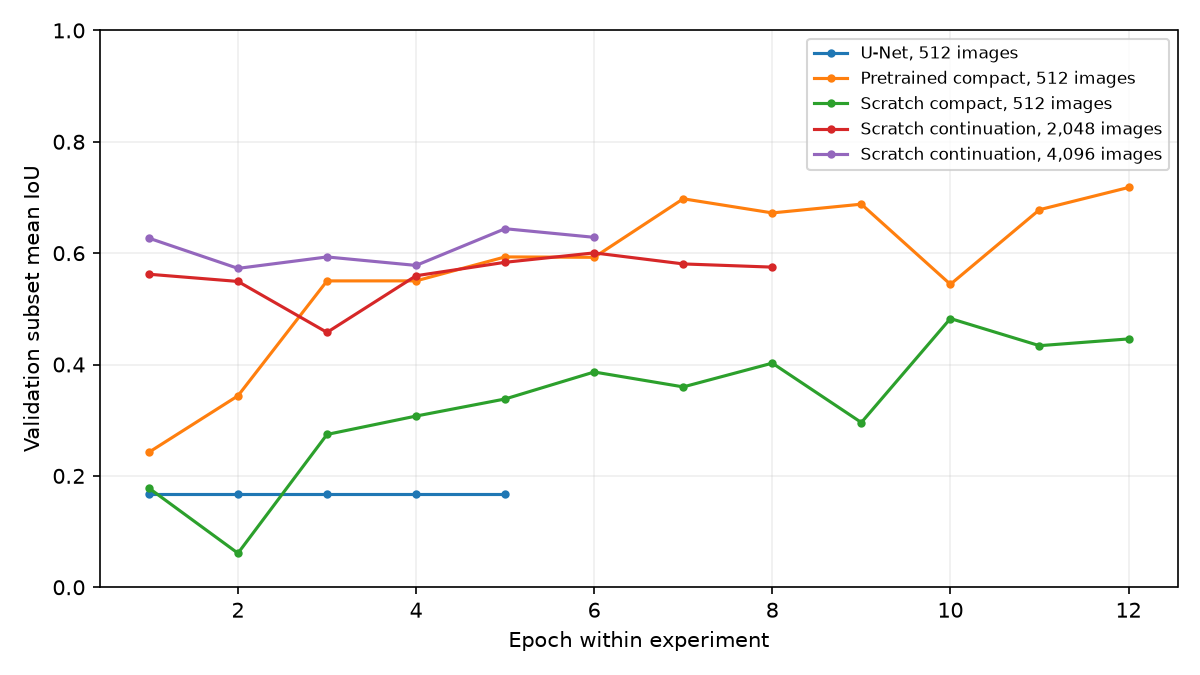 1.0
0.8
0.6
0.4
0.2
0.0
Validation subset mean IoU
U-Net, 512 images
Pretrained compact, 512 images
Scratch compact, 512 images
Scratch continuation, 2,048 images
Scratch continuation, 4,096 images
2 4 6 8 10 12
Epoch within experiment